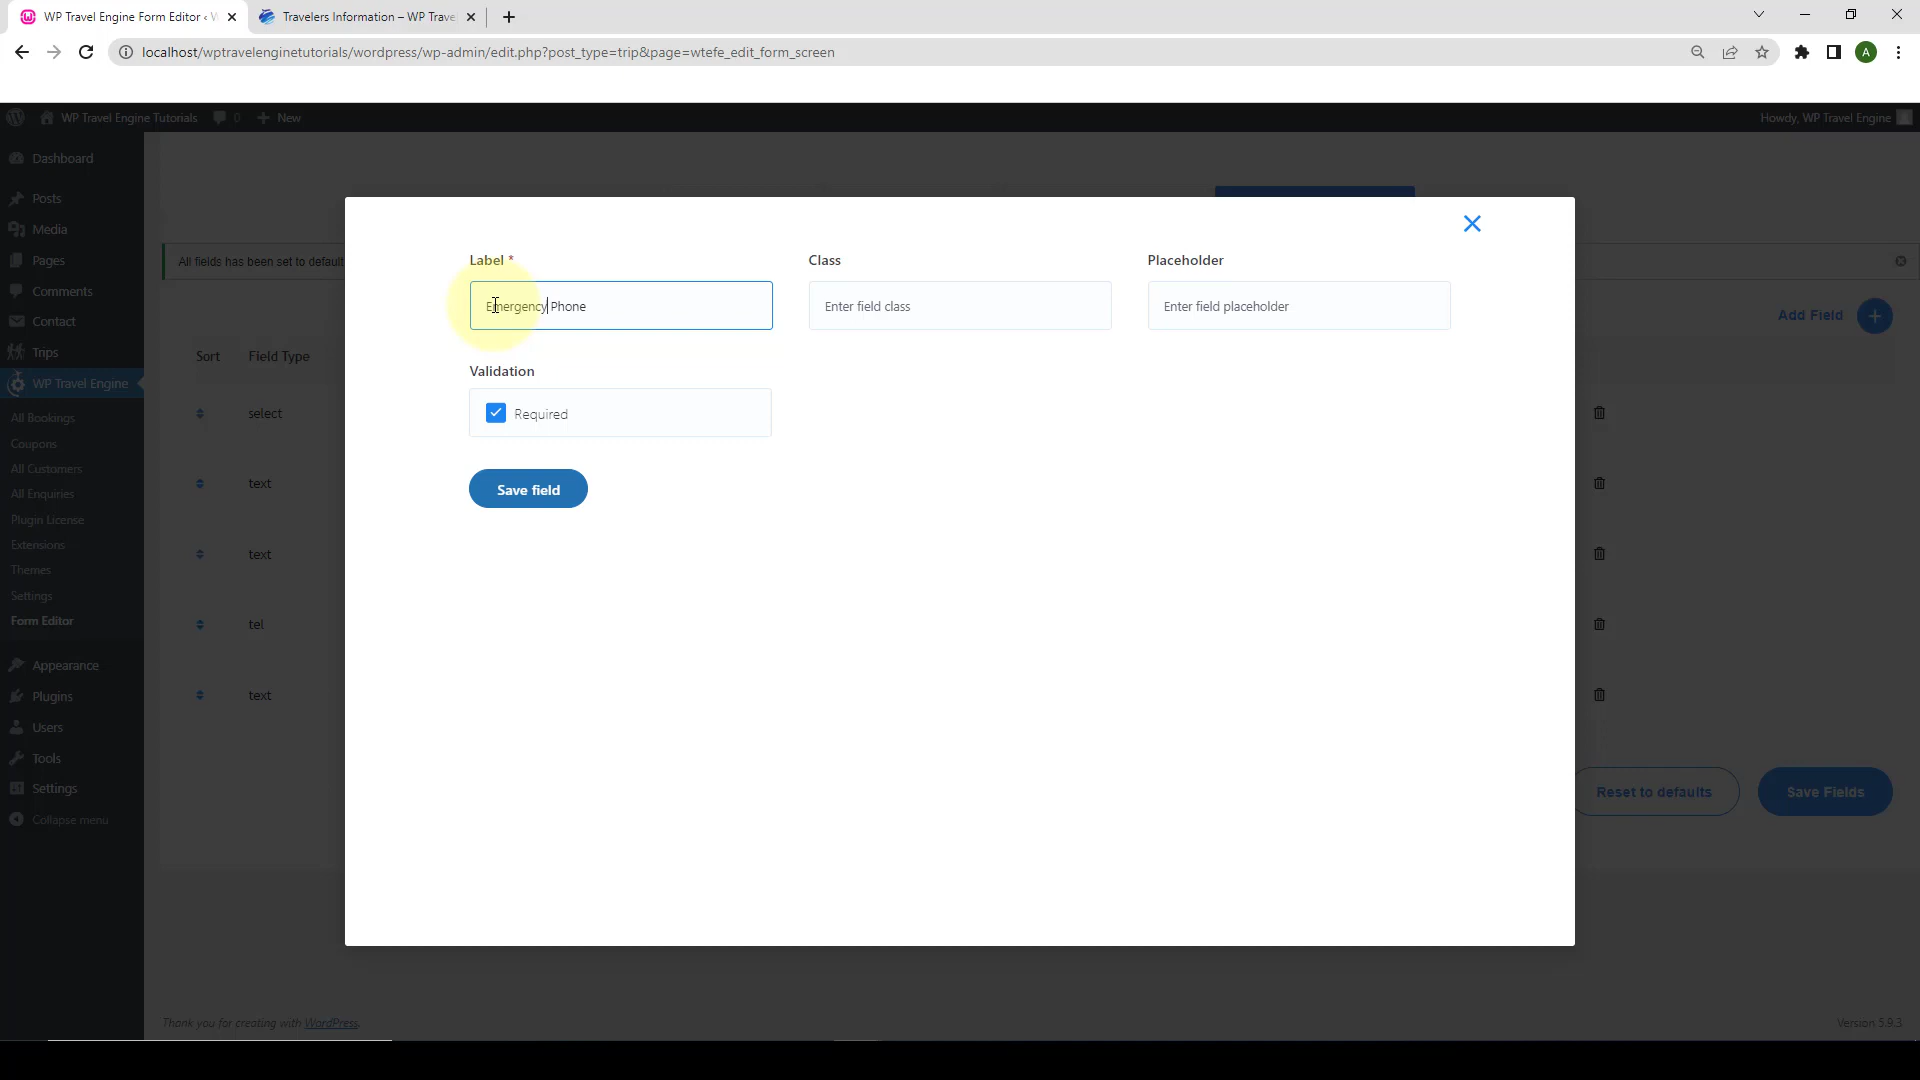 WP Travel Engine Form Editor ‹ W
Travelers Information – WP Trave
localhost/wptravelenginetutorials/wordpress/wp-admin/edit.php?post_type=trip&page=wtefe_edit_form_screen
A
WP Travel Engine Tutorials
0
New
Howdy, WP Travel Engine
Dashboard
Posts
Media
Pages
Comments
Contact
Trips
WP Travel Engine
All Bookings
Coupons
All Customers
All Enquiries
Plugin License
Extensions
Themes
Settings
Form Editor
Appearance
Plugins
Users
Tools
Settings
Collapse menu
All fields has been set to default
Add Field
Sort
Field Type
select
text
text
tel
text
Label *
Class
Placeholder
Emergency Phone
Enter field class
Enter field placeholder
Validation
Required
Save field
Reset to defaults
Save Fields
Thank you for creating with WordPress.
Version 5.9.3